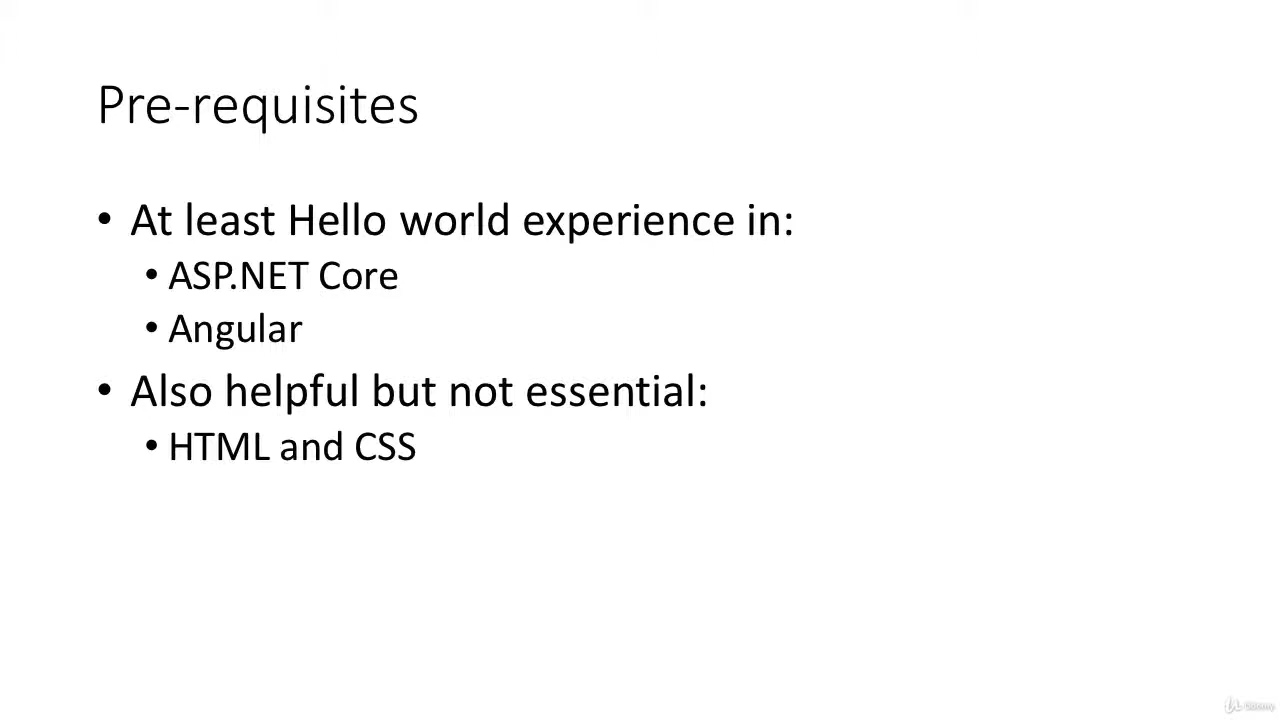 Pre-requisites
• At least Hello world experience in:
• ASP.NET Core
• Angular
• Also helpful but not essential:
• HTML and CSS
Udemy